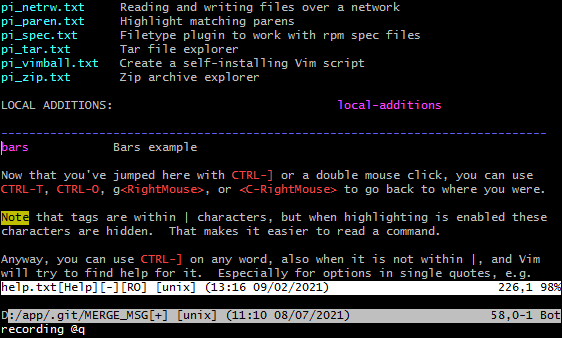 pi_netrw.txt    Reading and writing files over a network
pi_paren.txt    Highlight matching parens
pi_spec.txt     Filetype plugin to work with rpm spec files
pi_tar.txt      Tar file explorer
pi_vimball.txt  Create a self-installing Vim script
pi_zip.txt      Zip archive explorer
LOCAL ADDITIONS:                                local-additions
------------------------------------------------------------------------------
bars            Bars example
Now that you've jumped here with CTRL-] or a double mouse click, you can use
CTRL-T, CTRL-O, g<RightMouse>, or <C-RightMouse> to go back to where you were.
Note that tags are within | characters, but when highlighting is enabled these
characters are hidden.  That makes it easier to read a command.
Anyway, you can use CTRL-] on any word, also when it is not within |, and Vim
will try to find help for it.  Especially for options in single quotes, e.g.
help.txt[Help][-][RO] [unix] (13:16 09/02/2021)    226,1 98%
D:/app/.git/MERGE_MSG[+] [unix] (11:10 08/07/2021)    58,0-1 Bot
recording @q